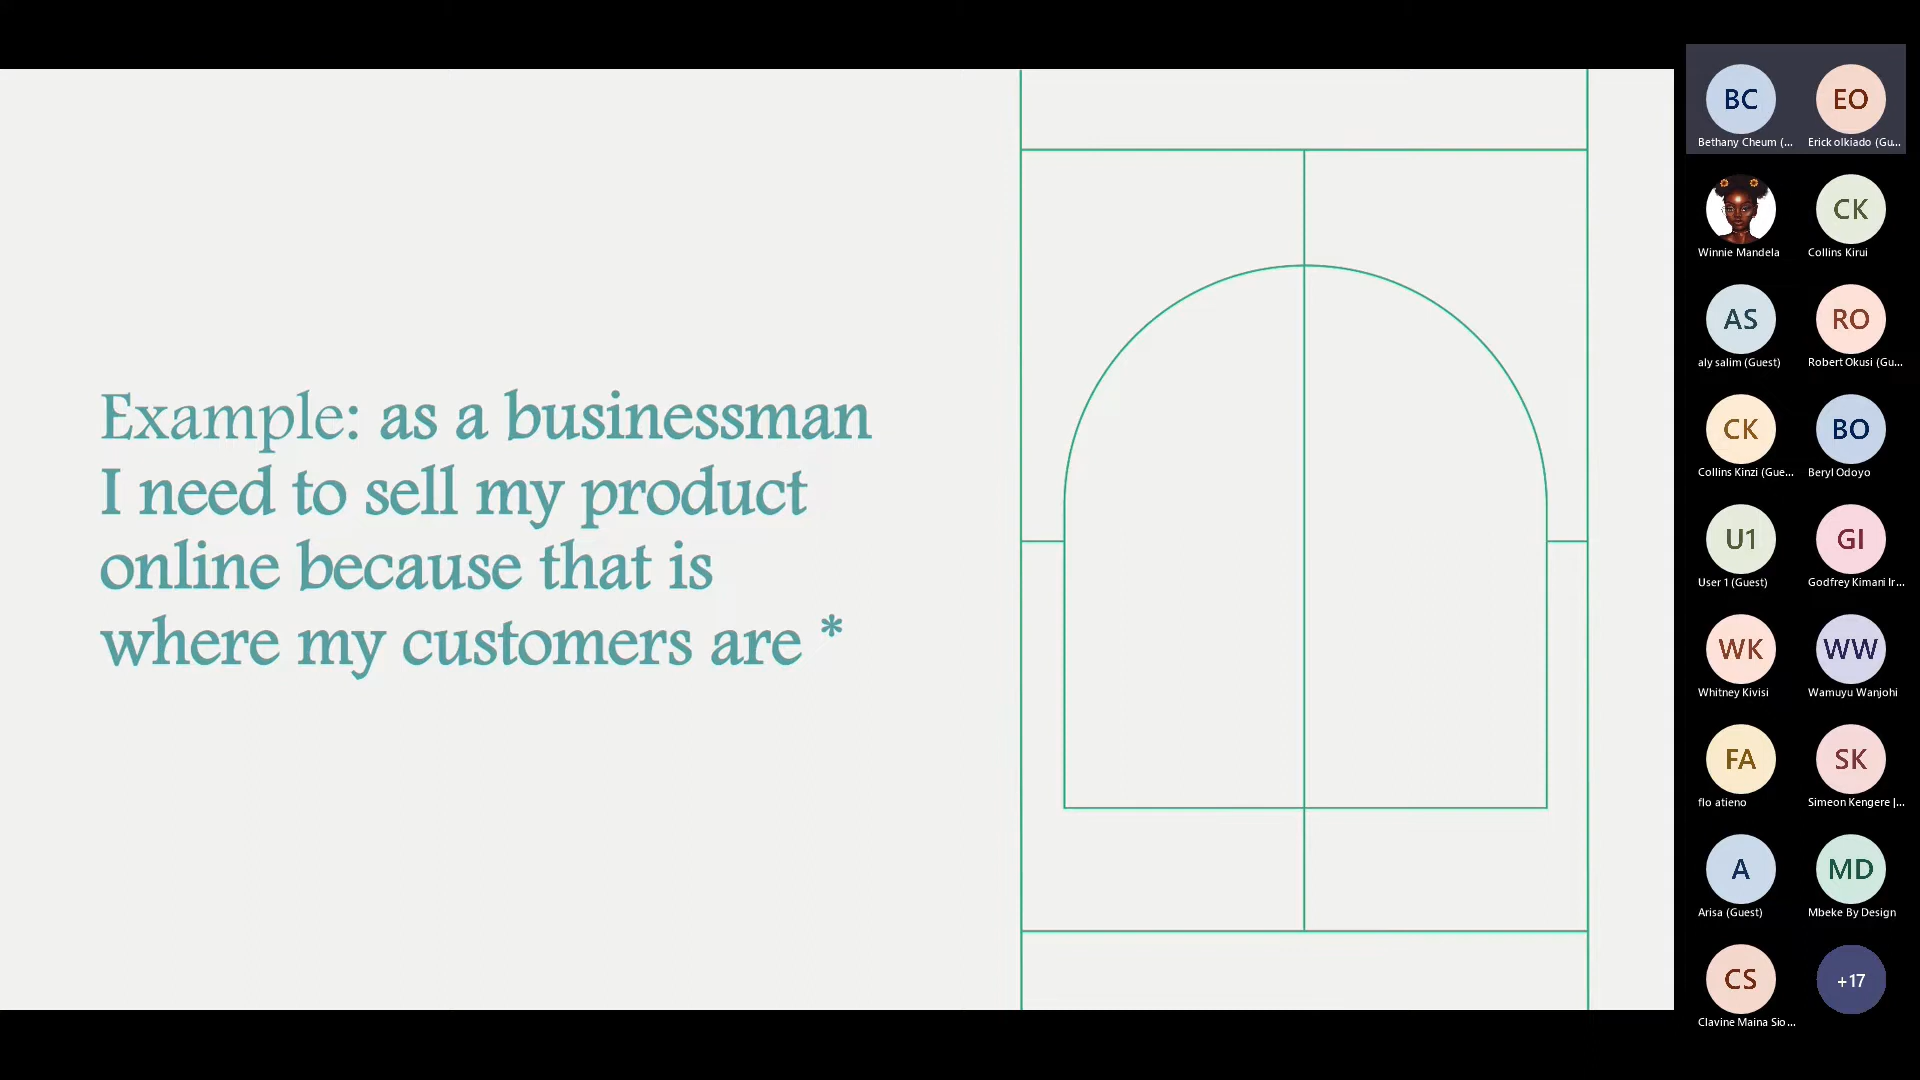 Example: as a businessman
I need to sell my product
online because that is
where my customers are *
BC
EO
Bethany Cheum (...
Erick olkiado (Gu...
CK
Winnie Mandela
Collins Kirui
AS
RO
aly salim (Guest)
Robert Okusi (Gu...
CK
BO
Collins Kinzi (Gue...
Beryl Odoyo
U1
GI
User 1 (Guest)
Godfrey Kimani Ir...
WK
WW
Whitney Kivisi
Wamuyu Wanjohi
FA
SK
flo atieno
Simeon Kengere |...
A
MD
Arisa (Guest)
Mbeke By Design
CS
+17
Clavine Maina Sio...